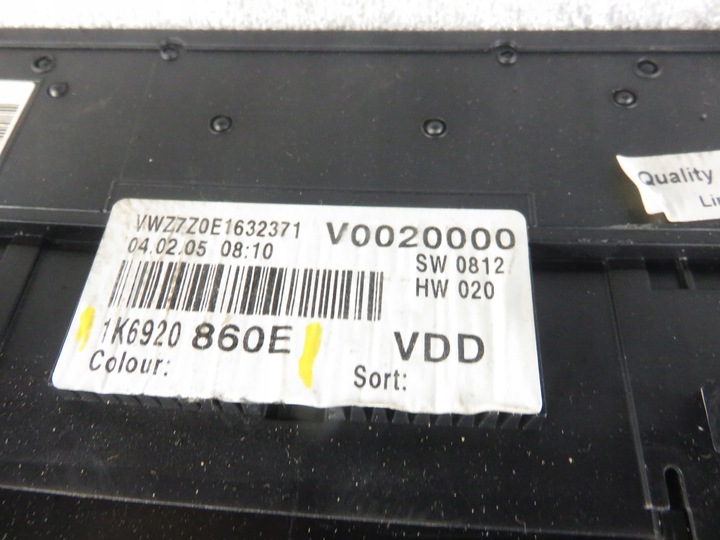 VWZ7Z0E1632371 V0020000
04.02.05 08:10 SW 0812
HW 020
1K6920 860E VDD
Colour: Sort:
Quality